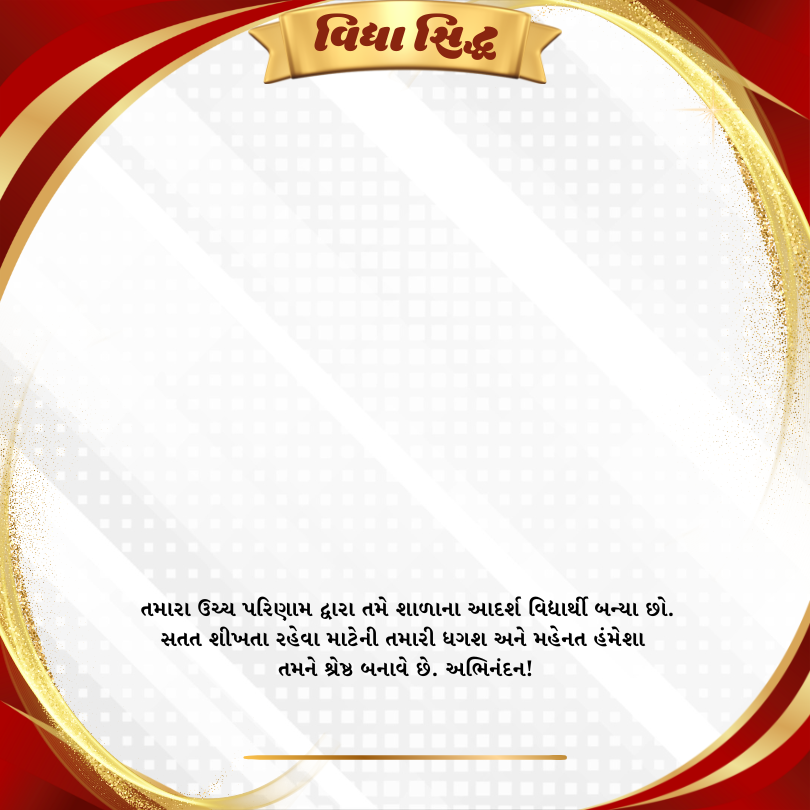 વિદ્યા સિદ્ધ
તમારા ઉચ્ચ પરિણામ દ્વારા તમે શાળાના આદર્શ વિદ્યાર્થી બન્યા છો.
સતત શીખતા રહેવા માટેની તમારી ધગશ અને મહેનત હંમેશા
તમને શ્રેષ્ઠ બનાવે છે. અભિનંદન!